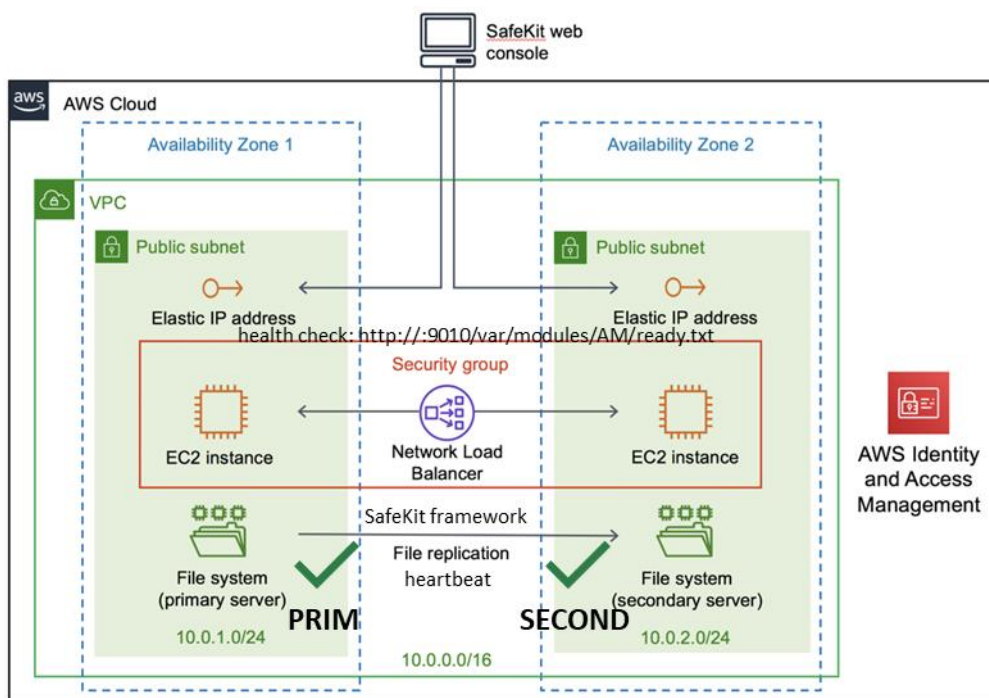 SafeKit web
console
aws
AWS Cloud
Availability Zone 1
Availability Zone 2
VPC
Public subnet
Public subnet
Elastic IP address
Elastic IP address
health check: http://:9010/var/modules/AM/ready.txt
Security group
EC2 instance
Network Load
Balancer
EC2 instance
AWS Identity
and Access
Management
SafeKit framework
File replication
heartbeat
File system
(primary server)
File system
(secondary server)
PRIM
SECOND
10.0.1.0/24
10.0.2.0/24
10.0.0.0/16